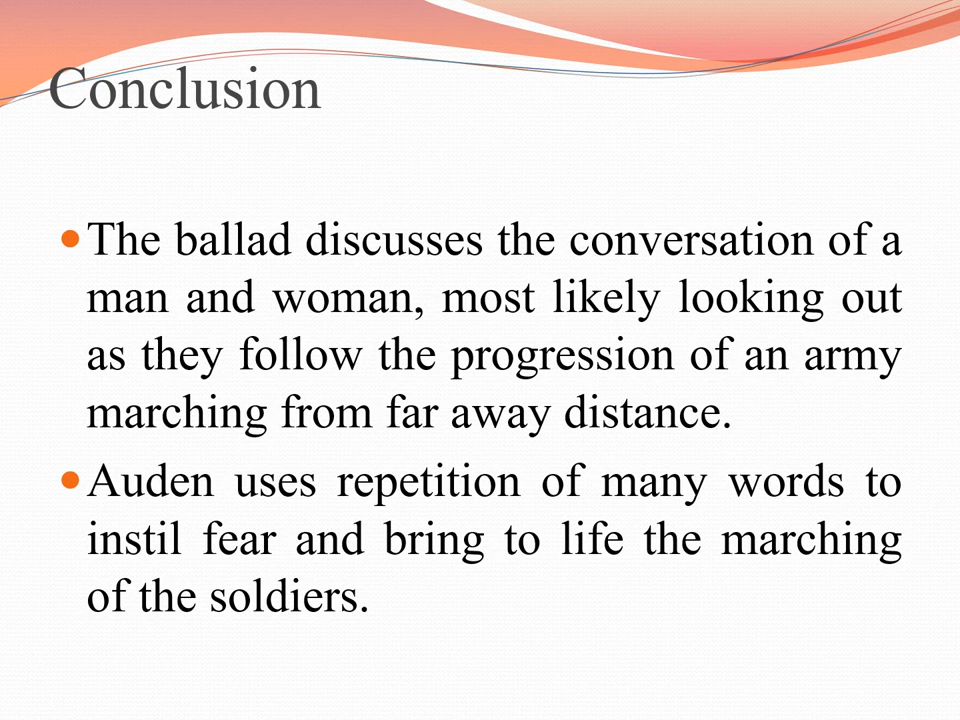 Conclusion
The ballad discusses the conversation of a
man and woman, most likely looking out
as they follow the progression of an army
marching from far away distance.
Auden uses repetition of many words to
instil fear and bring to life the marching
of the soldiers.